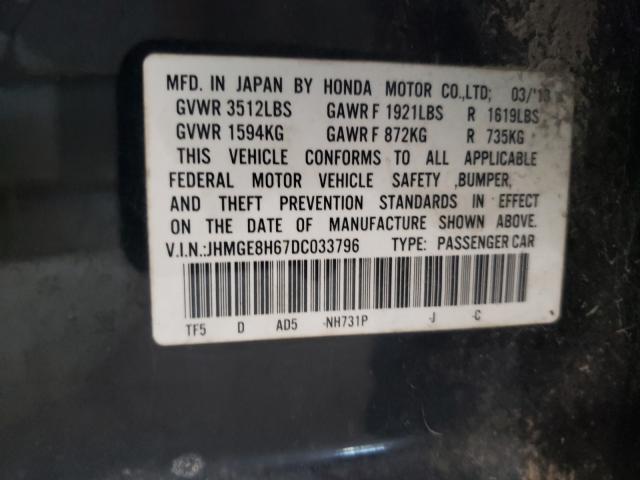 MFD. IN JAPAN BY HONDA MOTOR CO.,LTD; 03/'13
GVWR 3512LBS GAWR F 1921LBS R 1619LBS
GVWR 1594KG GAWR F 872KG R 735KG
THIS VEHICLE CONFORMS TO ALL APPLICABLE
FEDERAL MOTOR VEHICLE SAFETY ,BUMPER,
AND THEFT PREVENTION STANDARDS IN EFFECT
ON THE DATE OF MANUFACTURE SHOWN ABOVE.
V.I.N.:JHMGE8H67DC033796 TYPE: PASSENGER CAR
TF5 D AD5 -NH731P -J -C